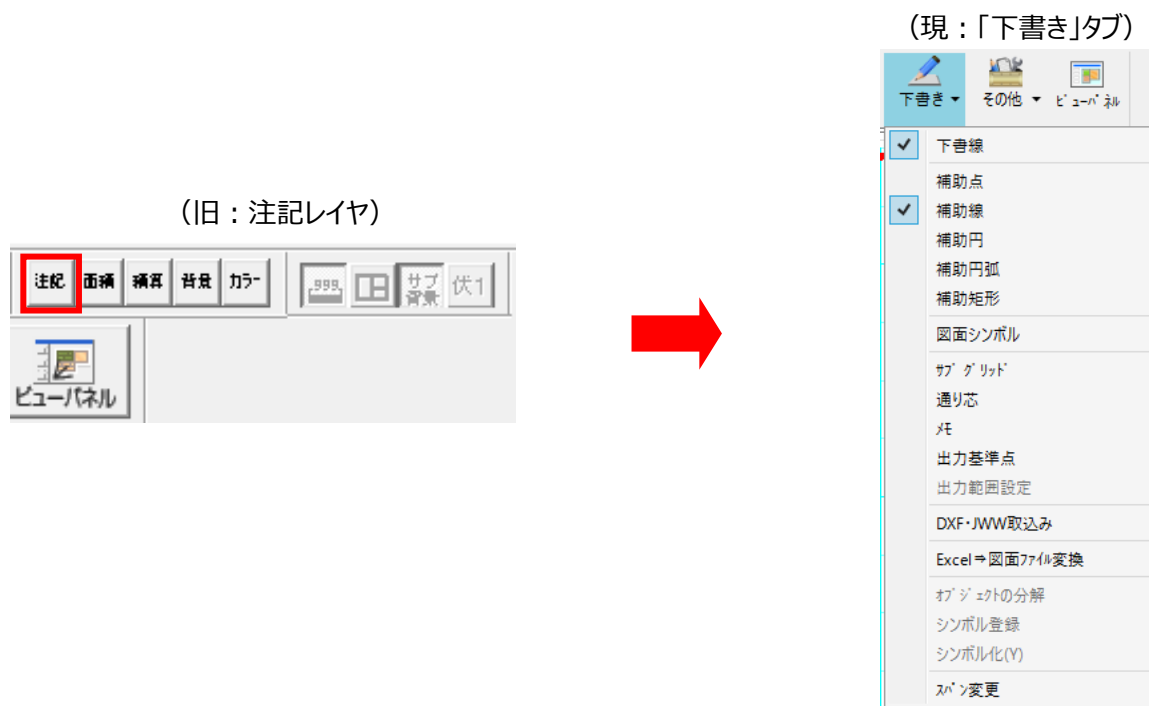 （旧：注記レイヤ）
注記 面積 積算 背景 カラー ,999, サブ背景 伏1
ビューパネル
（現：「下書き」タブ）
下書き その他 ﾋﾞｭｰﾊﾟﾈﾙ
下書線
補助点
補助線
補助円
補助円弧
補助矩形
図面シンボル
ｻﾌﾞｸﾞﾘｯﾄﾞ
通り芯
ﾒﾓ
出力基準点
出力範囲設定
DXF･JWW取込み
Excel⇒図面ﾌｧｲﾙ変換
ｵﾌﾞｼﾞｪｸﾄの分解
シンボル登録
シンボル化(Y)
ｽﾊﾟﾝ変更